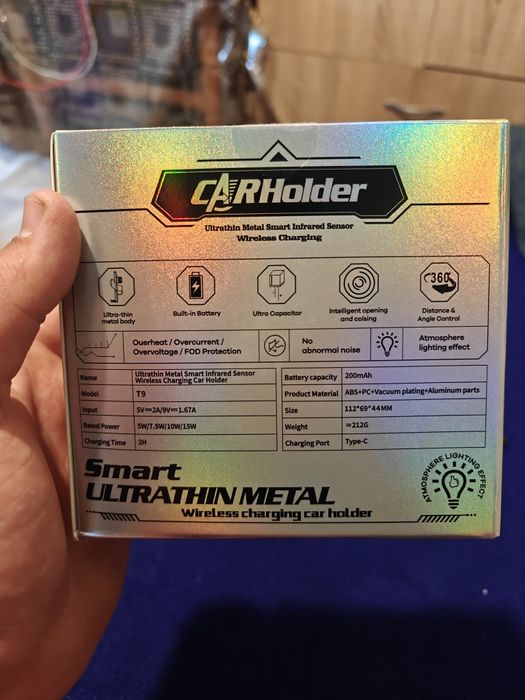 CARHolder
Ultrathin Metal Smart Infrared Sensor
Wireless Charging
Ultra-thin
metal body
Built-in Battery
Ultra Capacitor
Intelligent opening
and colsing
360°
Distance &
Angle Control
Ouerheat / Overcurrent /
Overvoltage / FOD Protection
No
abnormal noise
Atmosphere
lighting effect
Name
Ultrathin Metal Smart Infrared Sensor
Wireless Charging Car Holder
Model T9
Input 5V⎓2A/9V⎓1.67A
Rated Power 5W/7.5W/10W/15W
Charging Time 2H
Battery capacity 200mAh
Product Material ABS+PC+Vacuum plating+Aluminum parts
Size 112*69*44MM
Weight ≈212G
Charging Port Type-C
Smart
ULTRATHIN METAL
Wireless charging car holder
ATMOSPHERE LIGHTING EFFECT